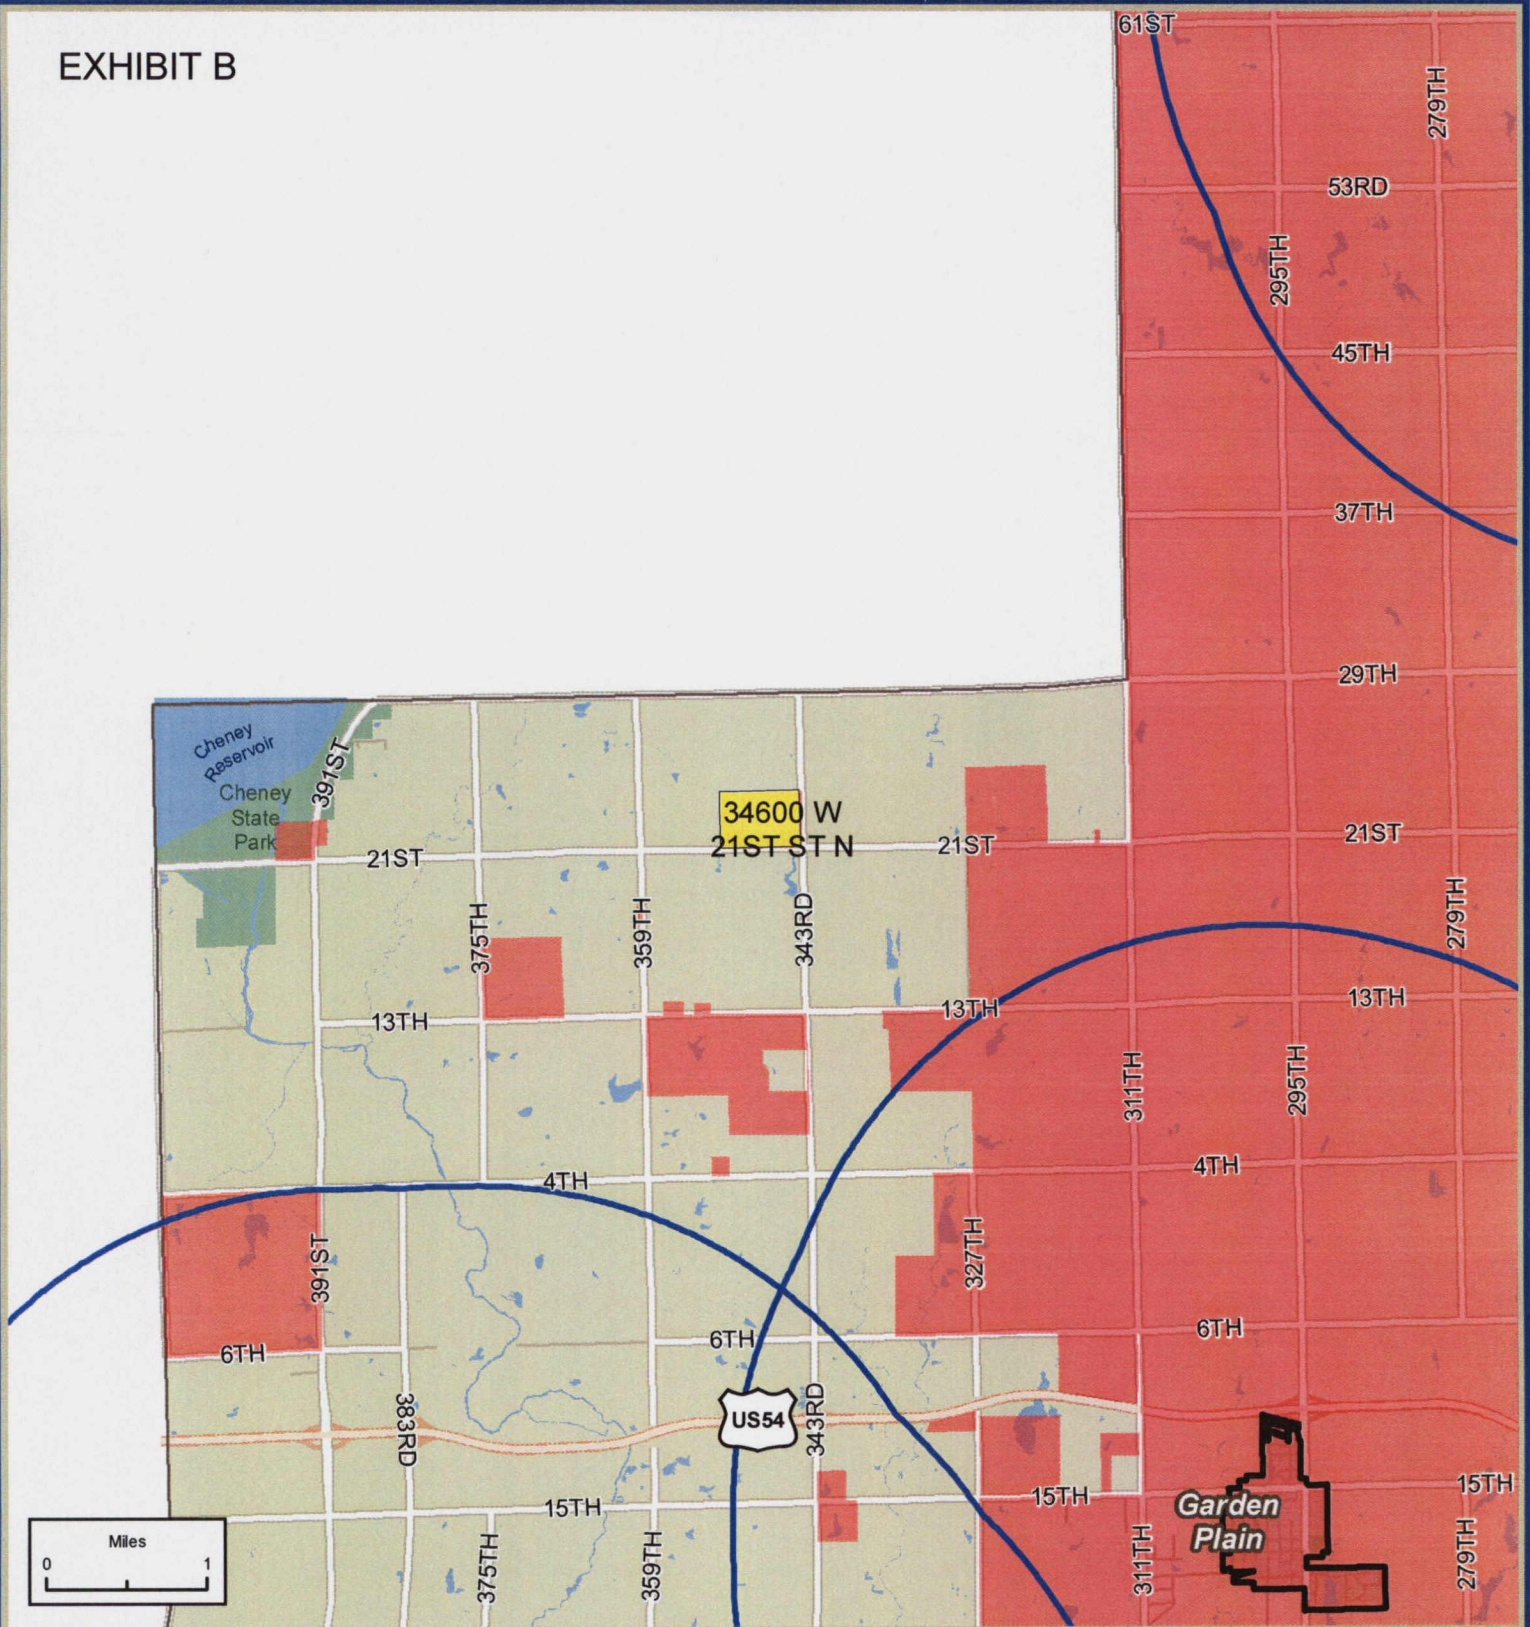 EXHIBIT B
61ST
279TH
53RD
295TH
45TH
37TH
29TH
Cheney
Reservoir
391ST
Cheney
State
Park
34600 W
21ST ST N
21ST
21ST
21ST
375TH
359TH
343RD
279TH
13TH
13TH
13TH
311TH
295TH
4TH
4TH
391ST
327TH
6TH
6TH
6TH
383RD
US54
343RD
15TH
15TH
15TH
Garden
Plain
Miles
0 1
375TH
359TH
311TH
279TH